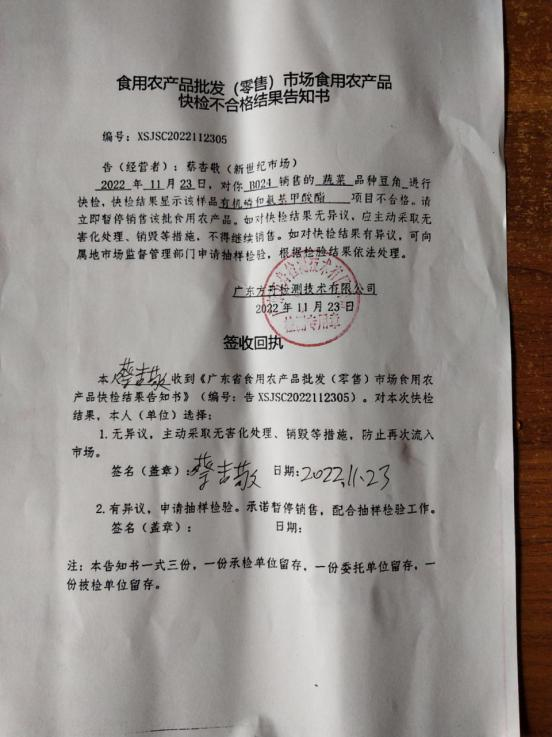 食用农产品批发（零售）市场食用农产品
快检不合格结果告知书
编号：XSJSC2022112305
告（经营者）：蔡杏敬（新世纪市场）
2022 年 11 月 23 日，对你 B024 销售的 蔬菜 品种豆角 进行
快检，快检结果显示该样品有机磷和氨基甲酸酯 项目不合格。请
立即暂停销售该批食用农产品。如对快检结果无异议，应主动采取无
害化处理、销毁等措施，不得继续销售。如对快检结果有异议，可向
属地市场监督管理部门申请抽样检验，根据检验结果依法处理。
广东方升检测技术有限公司
2022 年 11 月 23 日
签收回执
本 收到《广东省食用农产品批发（零售）市场食用农
产品快检结果告知书》（编号：告 XSJSC2022112305）。对本次快检
结果，本人（单位）选择：
1. 无异议，主动采取无害化处理、销毁等措施，防止再次流入
市场。
签名（盖章）： 日期：2022.11.23
2. 有异议，申请抽样检验。承诺暂停销售，配合抽样检验工作。
签名（盖章）： 日期：
注：本告知书一式三份，一份承检单位留存，一份委托单位留存，一
份被检单位留存。